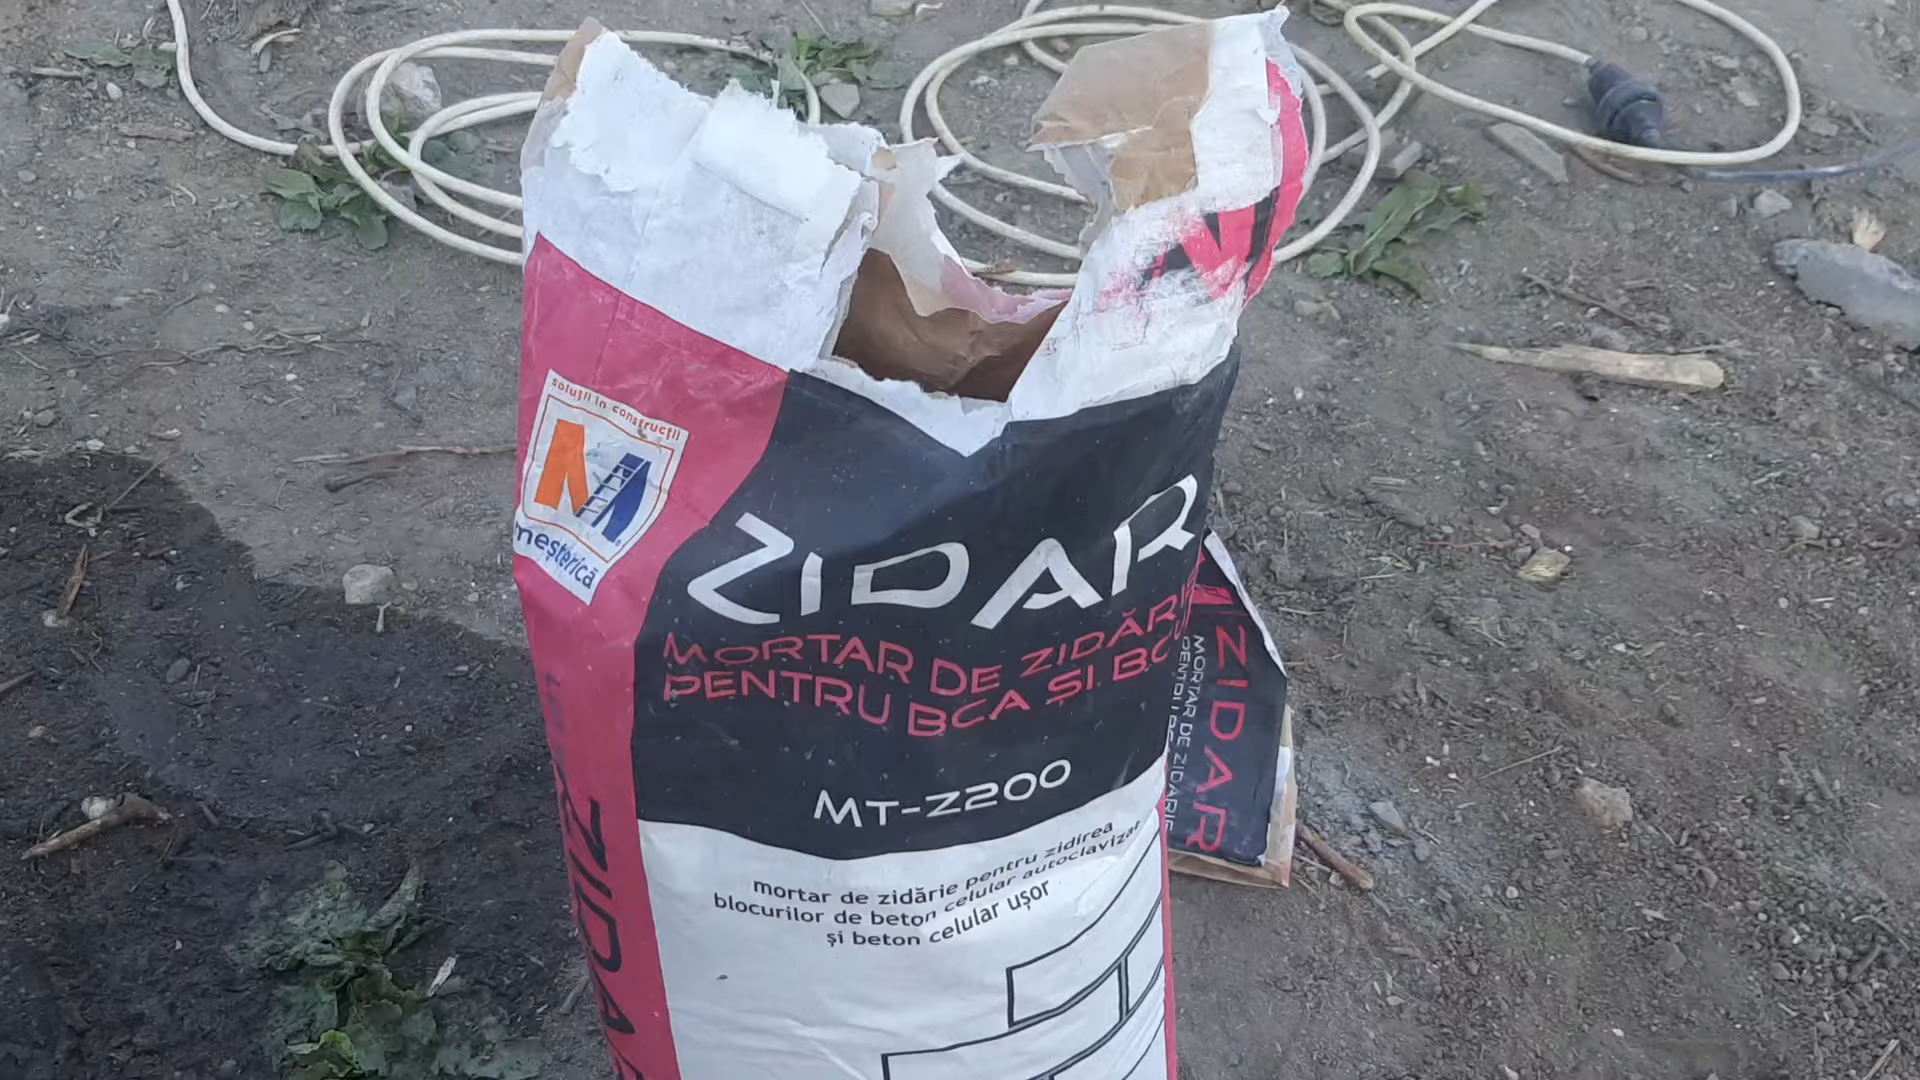 soluții în construcții
meșterică
ZIDAR
MORTAR DE ZIDĂRIE
PENTRU BCA ȘI
MT-Z200
mortar de zidărie pentru zidirea
blocurilor de beton celular autoclavizat
și beton celular ușor
ZIDAR
ZIDAR
MORTAR DE ZIDĂRIE
PENTRU